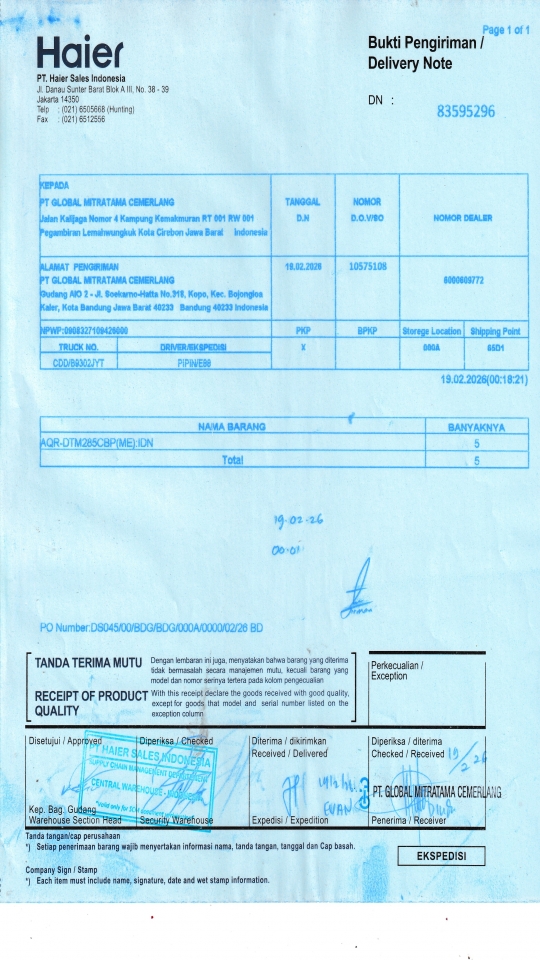 Page 1 of 1
Haier
Bukti Pengiriman /
Delivery Note
PT. Haier Sales Indonesia
Jl. Danau Sunter Barat Blok A III, No. 38 - 39
Jakarta 14350
Telp : (021) 6505668 (Hunting)
Fax : (021) 6512556
DN :
83595296
KEPADA
PT GLOBAL MITRATAMA CEMERLANG
Jalan Kalijaga Nomor 4 Kampung Kemakmuran RT 001 RW 001
Pegambiran Lemahwungkuk Kota Cirebon Jawa Barat Indonesia
TANGGAL
D.N
NOMOR
D.O./SO
NOMOR DEALER
ALAMAT PENGIRIMAN
PT GLOBAL MITRATAMA CEMERLANG
Gudang AIO 2 - Jl. Soekarno-Hatta No.318, Kopo, Kec. Bojongloa
Kaler, Kota Bandung Jawa Barat 40233 Bandung 40233 Indonesia
19.02.2026
10575108
6000609772
NPWP:0908327109426000
PKP
BPKP
Storege Location
Shipping Point
TRUCK NO.
DRIVER/EKSPEDISI
X
000A
65D1
CDD/B9302JYT
PIPIN/E88
19.02.2026(00:18:21)
NAMA BARANG
BANYAKNYA
AQR-DTM285CBP(ME):IDN
5
Total
5
19-02-26
00-01
PO Number:DS045/00/BDG/BDG/000A/0000/02/26 BD
TANDA TERIMA MUTU
Dengan lembaran ini juga, menyatakan bahwa barang yang diterima
tidak bermasalah secara manajemen mutu, kecuali barang yang
model dan nomor serinya tertera pada kolom pengecualian
RECEIPT OF PRODUCT
QUALITY
With this receipt declare the goods received with good quality,
except for goods that model and serial number listed on the
exception column
Perkecualian /
Exception
Disetujui / Approved
Diperiksa / Checked
Diterima / dikirimkan
Received / Delivered
Diperiksa / diterima
Checked / Received
19/2 26
PT HAIER SALES INDONESIA
SUPPLY CHAIN MANAGEMENT DEPARTMENT
CENTRAL WAREHOUSE
PT. GLOBAL MITRATAMA CEMERLANG
Kep. Bag. Gudang
Warehouse Section Head
Security Warehouse
Expedisi / Expedition
Penerima / Receiver
Tanda tangan/cap perusahaan
*) Setiap penerimaan barang wajib menyertakan informasi nama, tanda tangan, tanggal dan Cap basah.
EKSPEDISI
Company Sign / Stamp
*) Each item must include name, signature, date and wet stamp information.